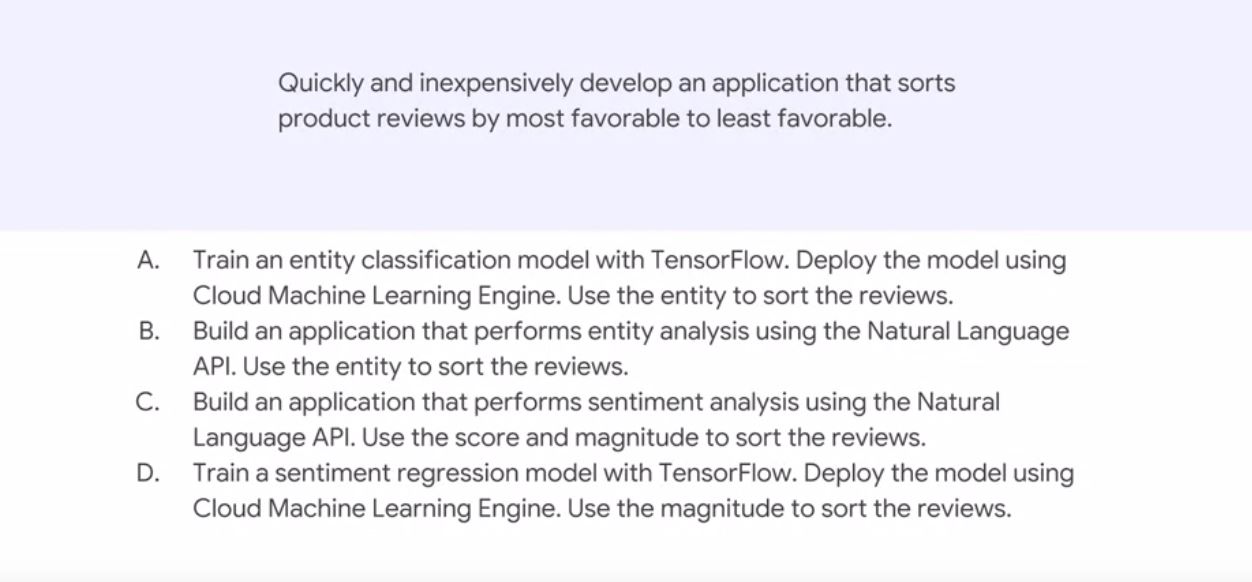 Quickly and inexpensively develop an application that sorts
product reviews by most favorable to least favorable.
A. Train an entity classification model with TensorFlow. Deploy the model using
Cloud Machine Learning Engine. Use the entity to sort the reviews.
B. Build an application that performs entity analysis using the Natural Language
API. Use the entity to sort the reviews.
C. Build an application that performs sentiment analysis using the Natural
Language API. Use the score and magnitude to sort the reviews.
D. Train a sentiment regression model with TensorFlow. Deploy the model using
Cloud Machine Learning Engine. Use the magnitude to sort the reviews.